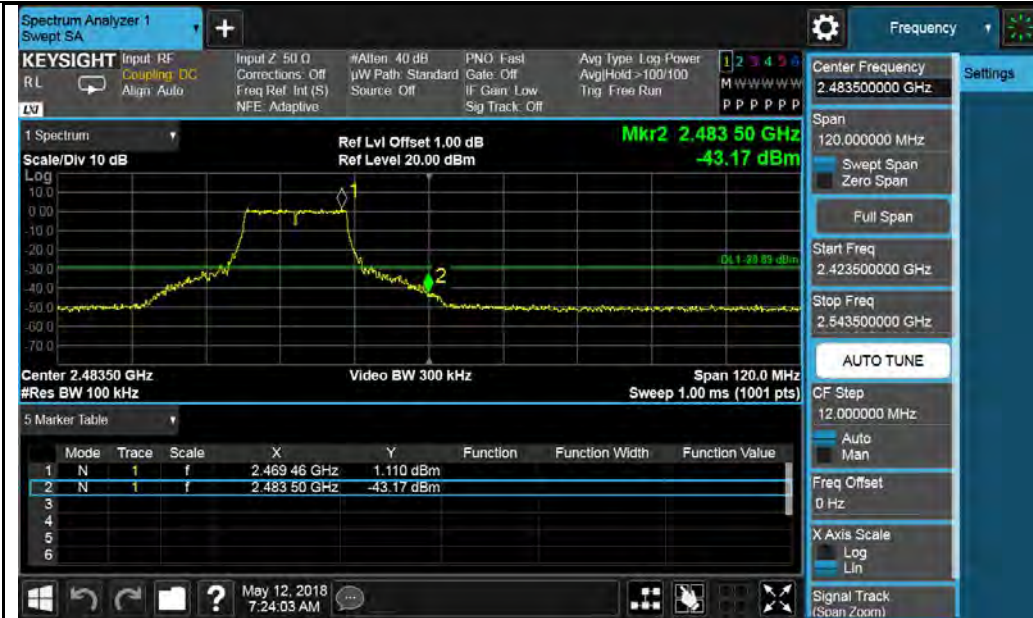 Spectrum Analyzer 1
Swept SA
+
Frequency
KEYSIGHT
RL
LXI
Input: RF
Coupling: DC
Align: Auto
Input Z: 50 Ω
Corrections: Off
Freq Ref: Int (S)
NFE: Adaptive
#Atten: 40 dB
µW Path: Standard
Source: Off
PNO: Fast
Gate: Off
IF Gain: Low
Sig Track: Off
Avg Type: Log-Power
Avg|Hold:>100/100
Trig: Free Run
1 2 3 4 5 6
M W W W W W
P P P P P P
1 Spectrum
Scale/Div 10 dB
Ref Lvl Offset 1.00 dB
Ref Level 20.00 dBm
Mkr2 2.483 50 GHz
-43.17 dBm
Log
10.0
0.00
-10.0
-20.0
-30.0
-40.0
-50.0
-60.0
-70.0
1
2
DL1 -28.89 dBm
Center 2.48350 GHz
#Res BW 100 kHz
Video BW 300 kHz
Span 120.0 MHz
Sweep 1.00 ms (1001 pts)
5 Marker Table
Mode Trace Scale X Y Function Function Width Function Value
1 N 1 f 2.469 46 GHz 1.110 dBm
2 N 1 f 2.483 50 GHz -43.17 dBm
3
4
5
6
?
May 12, 2018
7:24:03 AM
Center Frequency
2.483500000 GHz
Settings
Span
120.000000 MHz
Swept Span
Zero Span
Full Span
Start Freq
2.423500000 GHz
Stop Freq
2.543500000 GHz
AUTO TUNE
CF Step
12.000000 MHz
Auto
Man
Freq Offset
0 Hz
X Axis Scale
Log
Lin
Signal Track
(Span Zoom)